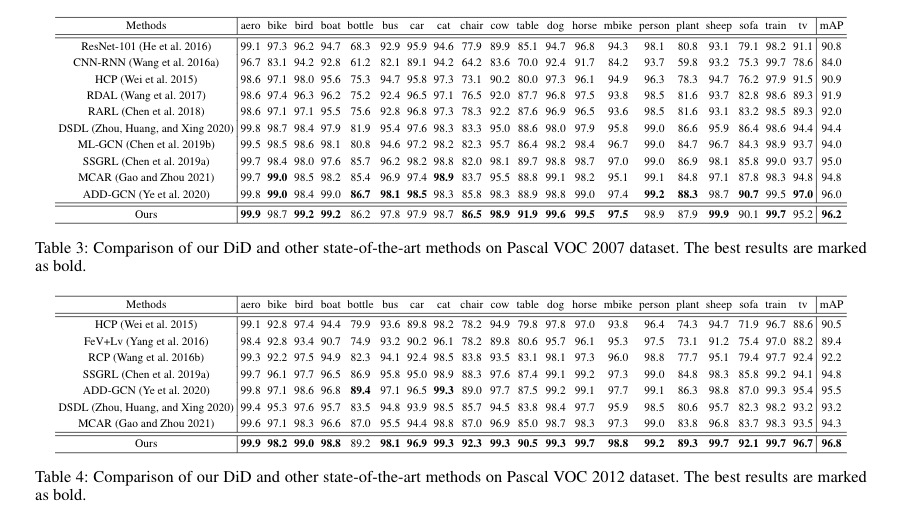 Methods aero bike bird boat bottle bus car cat chair cow table dog horse mbike person plant sheep sofa train tv mAP
ResNet-101 (He et al. 2016) 99.1 97.3 96.2 94.7 68.3 92.9 95.9 94.6 77.9 89.9 85.1 94.7 96.8 94.3 98.1 80.8 94.6 79.1 98.2 91.1 90.8
CNN-RNN (Wang et al. 2016a) 96.7 83.1 94.2 92.8 61.2 82.1 89.1 94.2 64.2 83.6 70.0 92.4 91.7 84.2 93.7 59.8 93.2 75.3 99.7 78.6 84.0
HCP (Wei et al. 2015) 98.6 97.1 98.0 95.6 75.3 94.7 95.8 97.3 73.1 90.2 80.0 97.3 96.1 94.9 96.3 78.3 94.7 76.2 97.9 91.5 90.9
RDAL (Wang et al. 2017) 98.6 97.4 96.3 96.2 75.2 92.4 96.5 97.1 76.5 92.0 87.7 96.8 97.5 93.8 98.5 81.6 93.7 82.8 98.6 89.3 91.9
RARL (Chen et al. 2018) 98.6 97.1 97.1 95.5 75.6 92.8 96.8 97.3 78.3 92.2 87.6 96.9 96.5 93.6 98.5 81.6 93.1 83.2 98.5 89.3 92.0
DSDL (Zhou, Huang, and Xing 2020) 99.8 98.7 98.4 97.9 81.9 95.4 97.6 98.3 83.3 95.0 88.6 98.0 97.9 95.8 99.0 86.6 95.9 86.4 98.6 94.4 94.4
ML-GCN (Chen et al. 2019b) 99.5 98.5 98.6 98.1 80.8 94.6 97.2 98.2 82.3 95.7 86.4 98.2 98.4 96.7 99.0 84.7 96.7 84.3 98.9 93.7 94.0
SSGRL (Chen et al. 2019a) 99.7 98.4 98.0 97.6 85.7 96.2 98.2 98.8 82.0 98.1 89.7 98.8 98.7 97.0 99.0 86.9 98.1 85.8 99.0 93.7 95.0
MCAR (Gao and Zhou 2021) 99.7 99.0 98.5 98.2 85.4 96.9 97.4 98.9 83.7 95.5 88.8 99.1 98.2 95.1 99.1 84.8 97.1 87.8 98.3 94.8 94.8
ADD-GCN (Ye et al. 2020) 99.8 99.0 98.4 99.0 86.7 98.1 98.5 98.3 85.8 98.3 88.9 98.8 99.0 97.4 99.2 88.3 98.7 90.7 99.5 97.0 96.0
Ours 99.9 98.7 99.2 99.2 86.2 97.8 97.9 98.7 86.5 98.9 91.9 99.6 99.5 97.5 98.9 87.9 99.9 90.1 99.7 95.2 96.2
Table 3: Comparison of our DiD and other state-of-the-art methods on Pascal VOC 2007 dataset. The best results are marked
as bold.
Methods aero bike bird boat bottle bus car cat chair cow table dog horse mbike person plant sheep sofa train tv mAP
HCP (Wei et al. 2015) 99.1 92.8 97.4 94.4 79.9 93.6 89.8 98.2 78.2 94.9 79.8 97.8 97.0 93.8 96.4 74.3 94.7 71.9 96.7 88.6 90.5
FeV+Lv (Yang et al. 2016) 98.4 92.8 93.4 90.7 74.9 93.2 90.2 96.1 78.2 89.8 80.6 95.7 96.1 95.3 97.5 73.1 91.2 75.4 97.0 88.2 89.4
RCP (Wang et al. 2016b) 99.3 92.2 97.5 94.9 82.3 94.1 92.4 98.5 83.8 93.5 83.1 98.1 97.3 96.0 98.8 77.7 95.1 79.4 97.7 92.4 92.2
SSGRL (Chen et al. 2019a) 99.7 96.1 97.7 96.5 86.9 95.8 95.0 98.9 88.3 97.6 87.4 99.1 99.2 97.3 99.0 84.8 98.3 85.8 99.2 94.1 94.8
ADD-GCN (Ye et al. 2020) 99.8 97.1 98.6 96.8 89.4 97.1 96.5 99.3 89.0 97.7 87.5 99.2 99.1 97.7 99.1 86.3 98.8 87.0 99.3 95.4 95.5
DSDL (Zhou, Huang, and Xing 2020) 99.4 95.3 97.6 95.7 83.5 94.8 93.9 98.5 85.7 94.5 83.8 98.4 97.7 95.9 98.5 80.6 95.7 82.3 98.2 93.2 93.2
MCAR (Gao and Zhou 2021) 99.6 97.1 98.3 96.6 87.0 95.5 94.4 98.8 87.0 96.9 85.0 98.7 98.3 97.3 99.0 83.8 96.8 83.7 98.3 93.5 94.3
Ours 99.9 98.2 99.0 98.8 89.2 98.1 96.9 99.3 92.3 99.3 90.5 99.3 99.7 98.8 99.2 89.3 99.7 92.1 99.7 96.7 96.8
Table 4: Comparison of our DiD and other state-of-the-art methods on Pascal VOC 2012 dataset. The best results are marked
as bold.